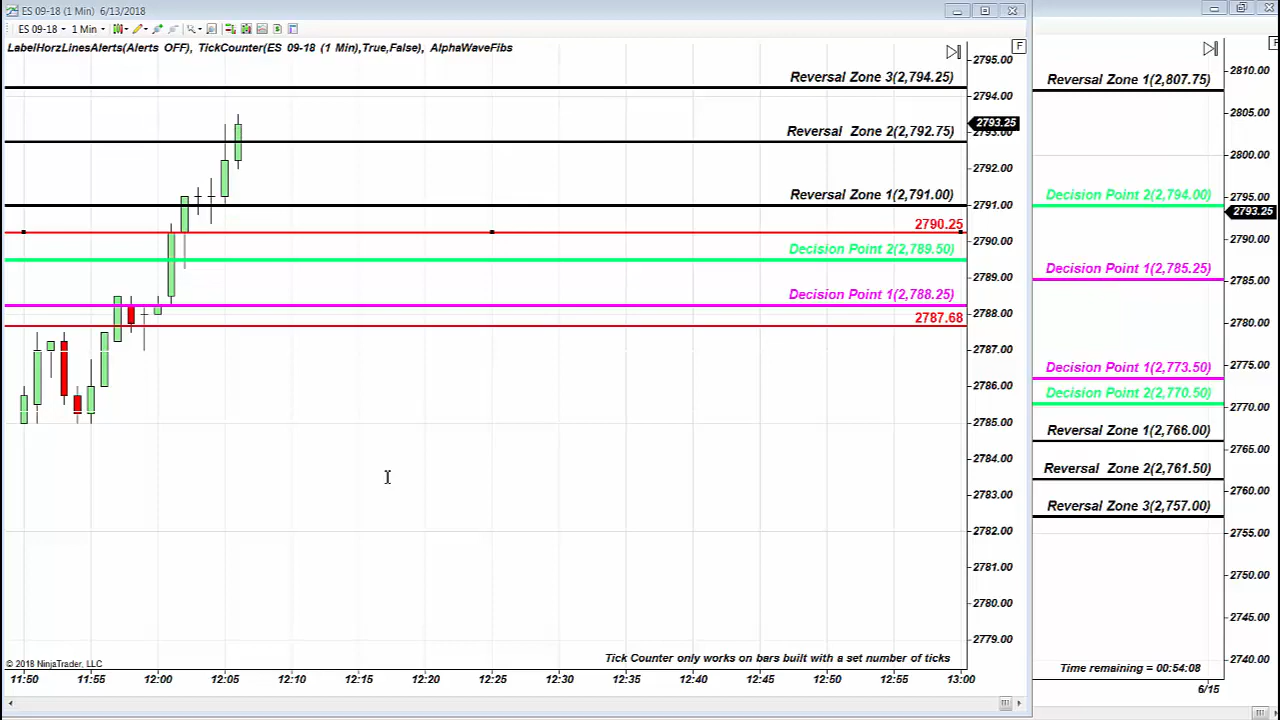 ES 09-18 (1 Min) 6/13/2018
ES 09-18 1 Min
LabelHorzLinesAlerts(Alerts OFF), TickCounter(ES 09-18 (1 Min),True,False), AlphaWaveFibs
F
Reversal Zone 3(2,794.25)
Reversal Zone 2(2,792.75)
Reversal Zone 1(2,791.00)
2790.25
Decision Point 2(2,789.50)
Decision Point 1(2,788.25)
2787.68
2795.00
2794.00
2793.25
2793.00
2792.00
2791.00
2790.00
2789.00
2788.00
2787.00
2786.00
2785.00
2784.00
2783.00
2782.00
2781.00
2780.00
2779.00
© 2018 NinjaTrader, LLC
Tick Counter only works on bars built with a set number of ticks
11:50 11:55 12:00 12:05 12:10 12:15 12:20 12:25 12:30 12:35 12:40 12:45 12:50 12:55 13:00
F
Reversal Zone 1(2,807.75)
Decision Point 2(2,794.00)
Decision Point 1(2,785.25)
Decision Point 1(2,773.50)
Decision Point 2(2,770.50)
Reversal Zone 1(2,766.00)
Reversal Zone 2(2,761.50)
Reversal Zone 3(2,757.00)
2810.00
2805.00
2800.00
2795.00
2793.25
2790.00
2785.00
2780.00
2775.00
2770.00
2765.00
2760.00
2755.00
2750.00
2745.00
2740.00
Time remaining = 00:54:08
6/15